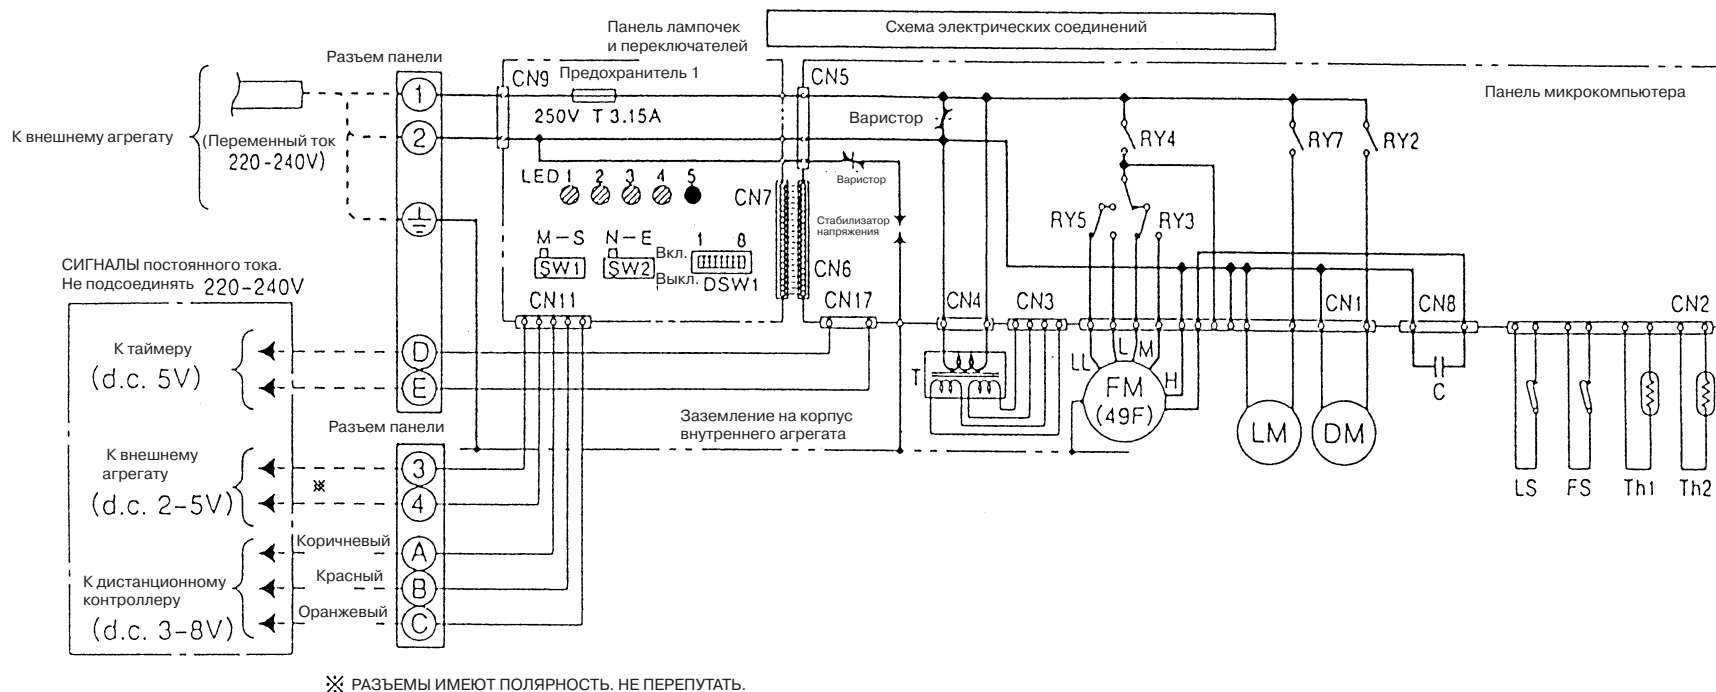 Схема электрических соединений
Панель лампочек
и переключателей
Разъем панели
CN9
Предохранитель 1
CN5
Панель микрокомпьютера
1
250V T 3.15A
Варистор
К внешнему агрегату
2
(Переменный ток
220-240V)
RY4
RY7
RY2
LED 1 2 3 4 5
Варистор
CN7
Стабилизатор
напряжения
RY5
RY3
M-S
N-E
1 8
Вкл.
SW1
SW2
Выкл.
DSW1
CN6
СИГНАЛЫ постоянного тока.
Не подсоединять 220-240V
CN11
CN17
CN4
CN3
CN1
CN8
CN2
К таймеру
(d.c. 5V)
D
E
T
LL
L
M
H
FM
(49F)
C
LM
DM
Заземление на корпус
внутреннего агрегата
Разъем панели
К внешнему
агрегату
(d.c. 2-5V)
※
3
4
LS
FS
Th1
Th2
К дистанционному
контроллеру
(d.c. 3-8V)
Коричневый
A
Красный
B
Оранжевый
C
※ РАЗЪЕМЫ ИМЕЮТ ПОЛЯРНОСТЬ. НЕ ПЕРЕПУТАТЬ.